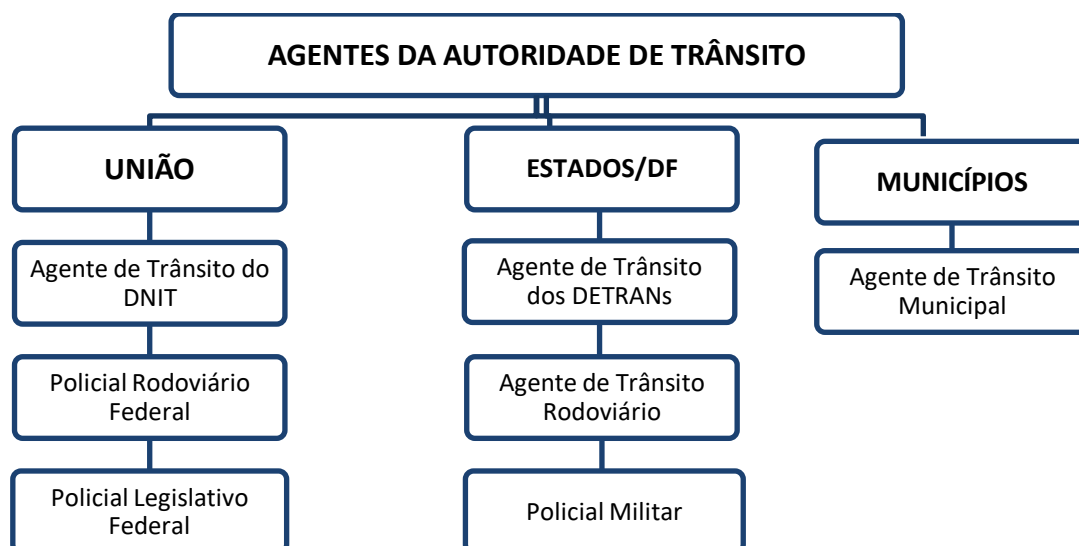 AGENTES DA AUTORIDADE DE TRÂNSITO
UNIÃO
Agente de Trânsito do
DNIT
Policial Rodoviário
Federal
Policial Legislativo
Federal
ESTADOS/DF
Agente de Trânsito
dos DETRANs
Agente de Trânsito
Rodoviário
Policial Militar
MUNICÍPIOS
Agente de Trânsito
Municipal